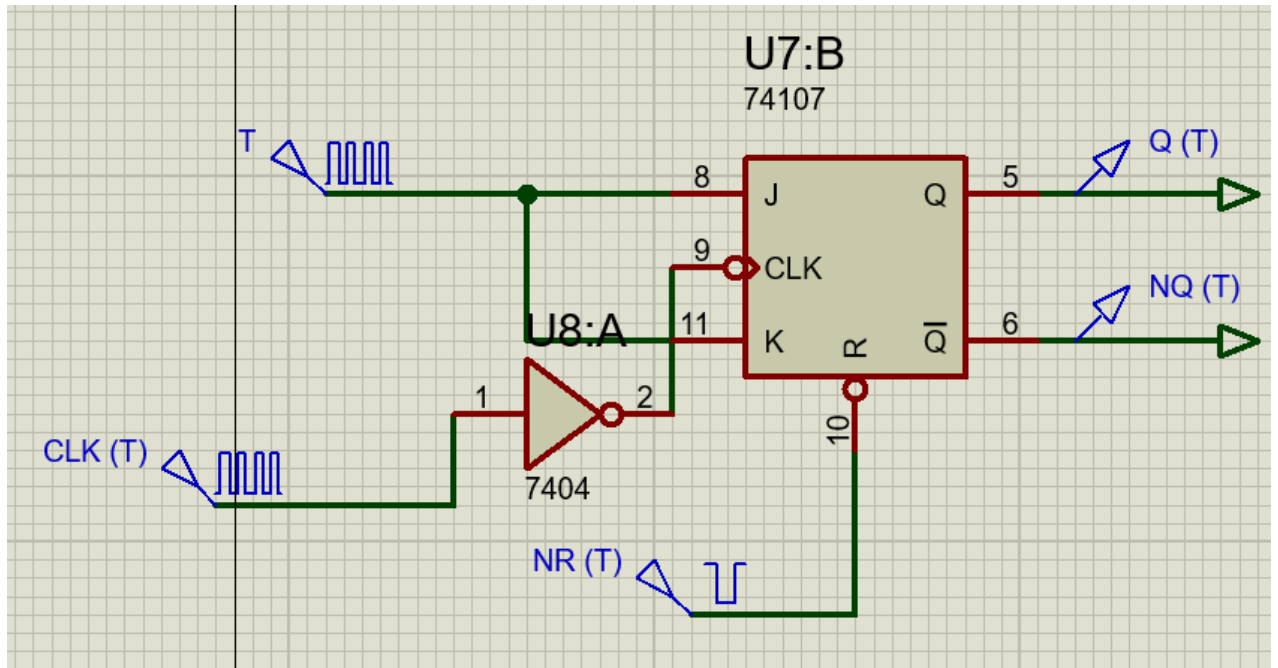 U7:B
74107
T
Q (T)
8
J
Q
5
9
CLK
NQ (T)
U8:A
11
K
R
Q
6
1
2
10
CLK (T)
7404
NR (T)